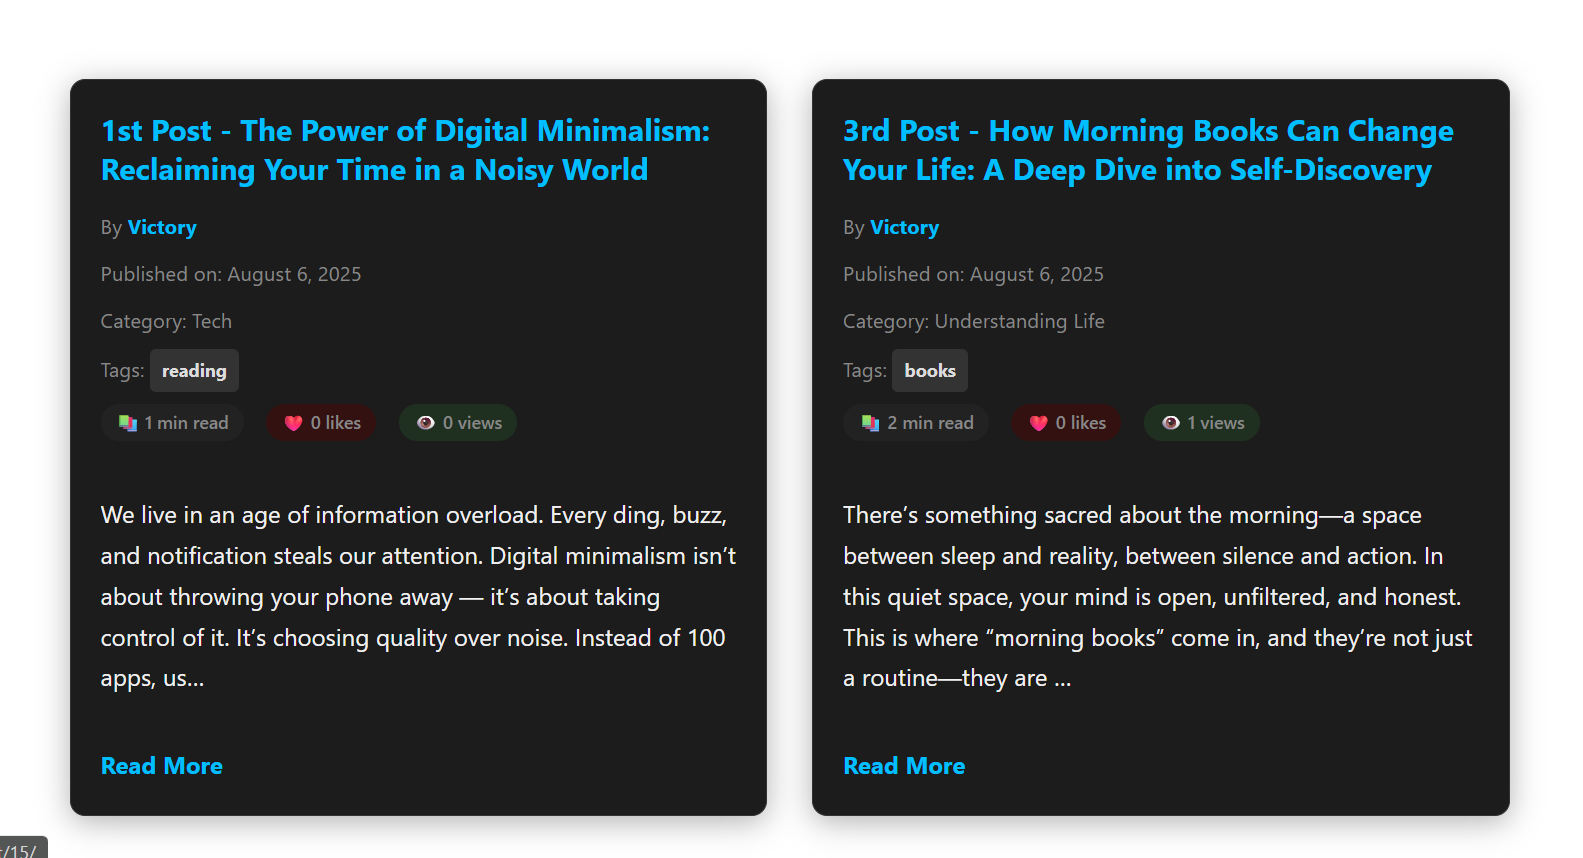 1st Post - The Power of Digital Minimalism:
Reclaiming Your Time in a Noisy World
By Victory
Published on: August 6, 2025
Category: Tech
Tags: reading
1 min read 0 likes 0 views
We live in an age of information overload. Every ding, buzz,
and notification steals our attention. Digital minimalism isn’t
about throwing your phone away — it’s about taking
control of it. It’s choosing quality over noise. Instead of 100
apps, us…
Read More
3rd Post - How Morning Books Can Change
Your Life: A Deep Dive into Self-Discovery
By Victory
Published on: August 6, 2025
Category: Understanding Life
Tags: books
2 min read 0 likes 1 views
There’s something sacred about the morning—a space
between sleep and reality, between silence and action. In
this quiet space, your mind is open, unfiltered, and honest.
This is where “morning books” come in, and they’re not just
a routine—they are …
Read More
/15/